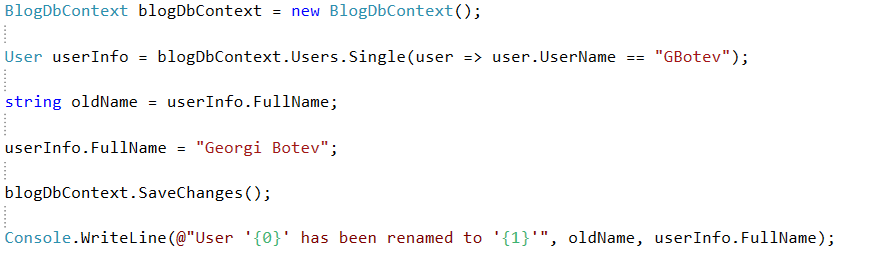 BlogDbContext blogDbContext = new BlogDbContext();
User userInfo = blogDbContext.Users.Single(user => user.UserName == "GBotev");
string oldName = userInfo.FullName;
userInfo.FullName = "Georgi Botev";
blogDbContext.SaveChanges();
Console.WriteLine(@"User '{0}' has been renamed to '{1}'", oldName, userInfo.FullName);